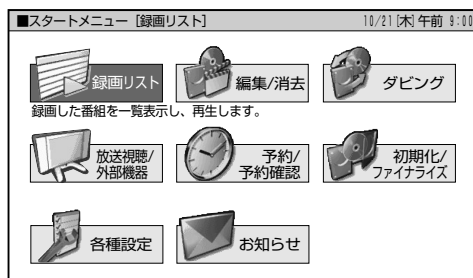 ■スタートメニュー [録画リスト] 10/21[木]午前 9:00
録画リスト 編集/消去 ダビング
録画した番組を一覧表示し、再生します。
放送視聴/ 予約/ 初期化/
外部機器 予約確認 ファイナライズ
各種設定 お知らせ